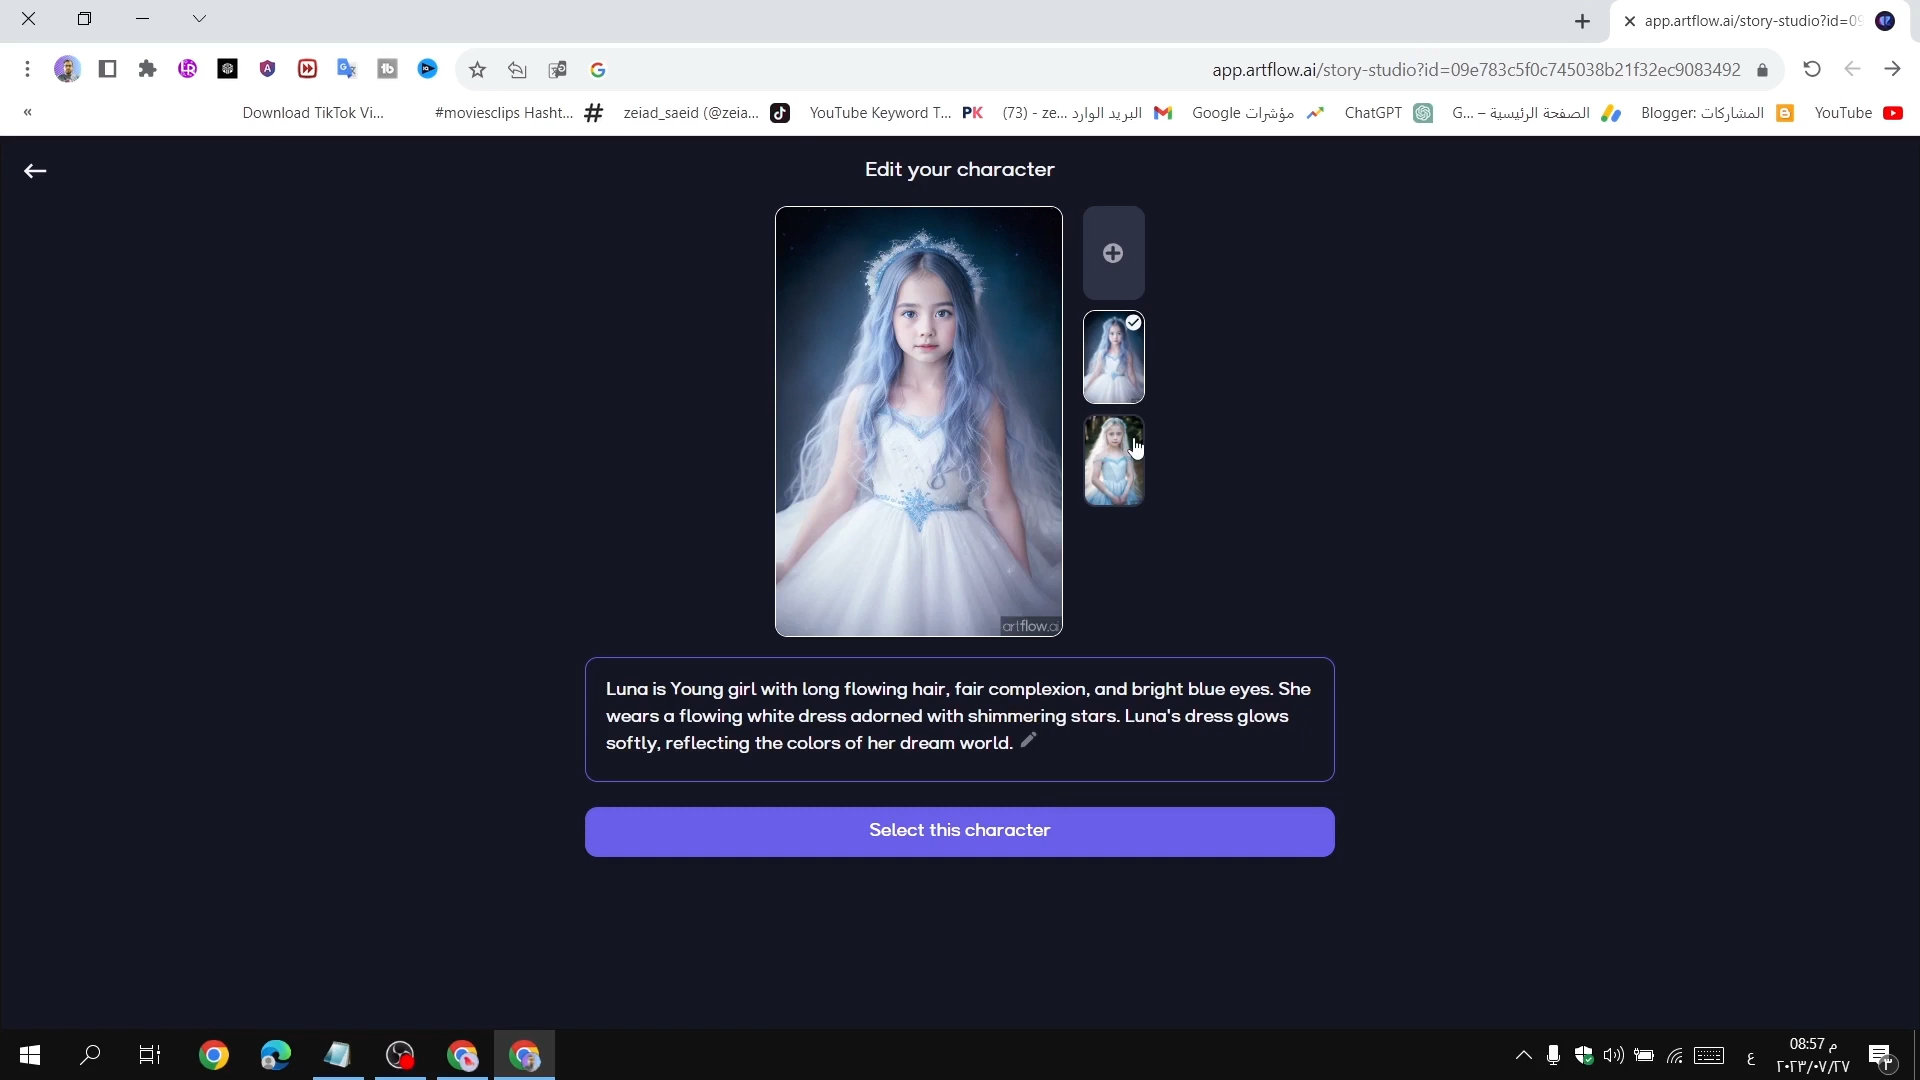 app.artflow.ai/story-studio?id=09
app.artflow.ai/story-studio?id=09e783c5f0c745038b21f32ec9083492
Download TikTok Vi...
#moviesclips Hasht...
zeiad_saeid (@zeia...
YouTube Keyword T...
البريد الوارد (73) - ze...
مؤشرات Google
ChatGPT
الصفحة الرئيسية – G...
Blogger: المشاركات
YouTube
Edit your character
artflow.ai
Luna is Young girl with long flowing hair, fair complexion, and bright blue eyes. She
wears a flowing white dress adorned with shimmering stars. Luna's dress glows
softly, reflecting the colors of her dream world.
Select this character
ع
08:57 م
٢٠٢٣/٠٧/٢٧
٣